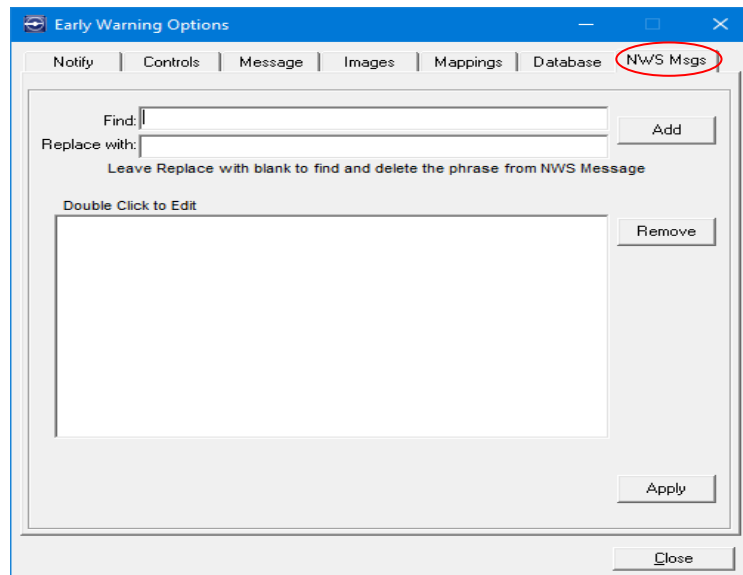 Early Warning Options
Notify Controls Message Images Mappings Database NWS Msgs
Find:
Add
Replace with:
Leave Replace with blank to find and delete the phrase from NWS Message
Double Click to Edit
Remove
Apply
Close